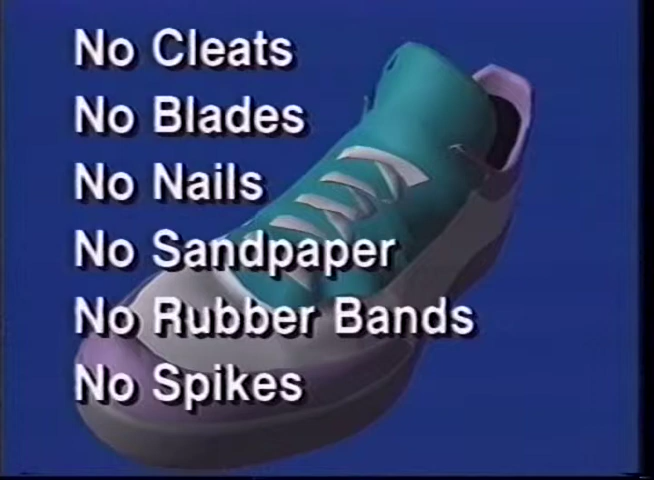 No Cleats
No Blades
No Nails
No Sandpaper
No Rubber Bands
No Spikes